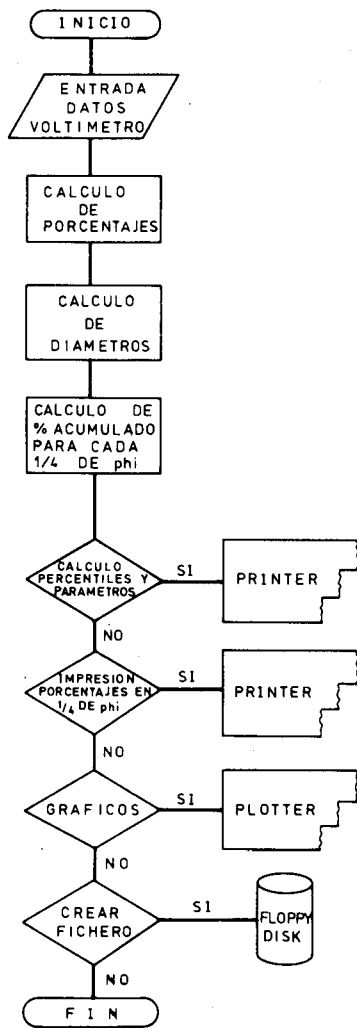 INICIO
ENTRADA
DATOS
VOLTIMETRO
CALCULO
DE
PORCENTAJES
CALCULO
DE
DIAMETROS
CALCULO DE
% ACUMULADO
PARA CADA
1/4 DE phi
CALCULO
PERCENTILES Y
PARAMETROS
SI
PRINTER
NO
IMPRESION
PORCENTAJES EN
1/4 DE phi
SI
PRINTER
NO
GRAFICOS
SI
PLOTTER
NO
CREAR
FICHERO
SI
FLOPPY
DISK
NO
FIN